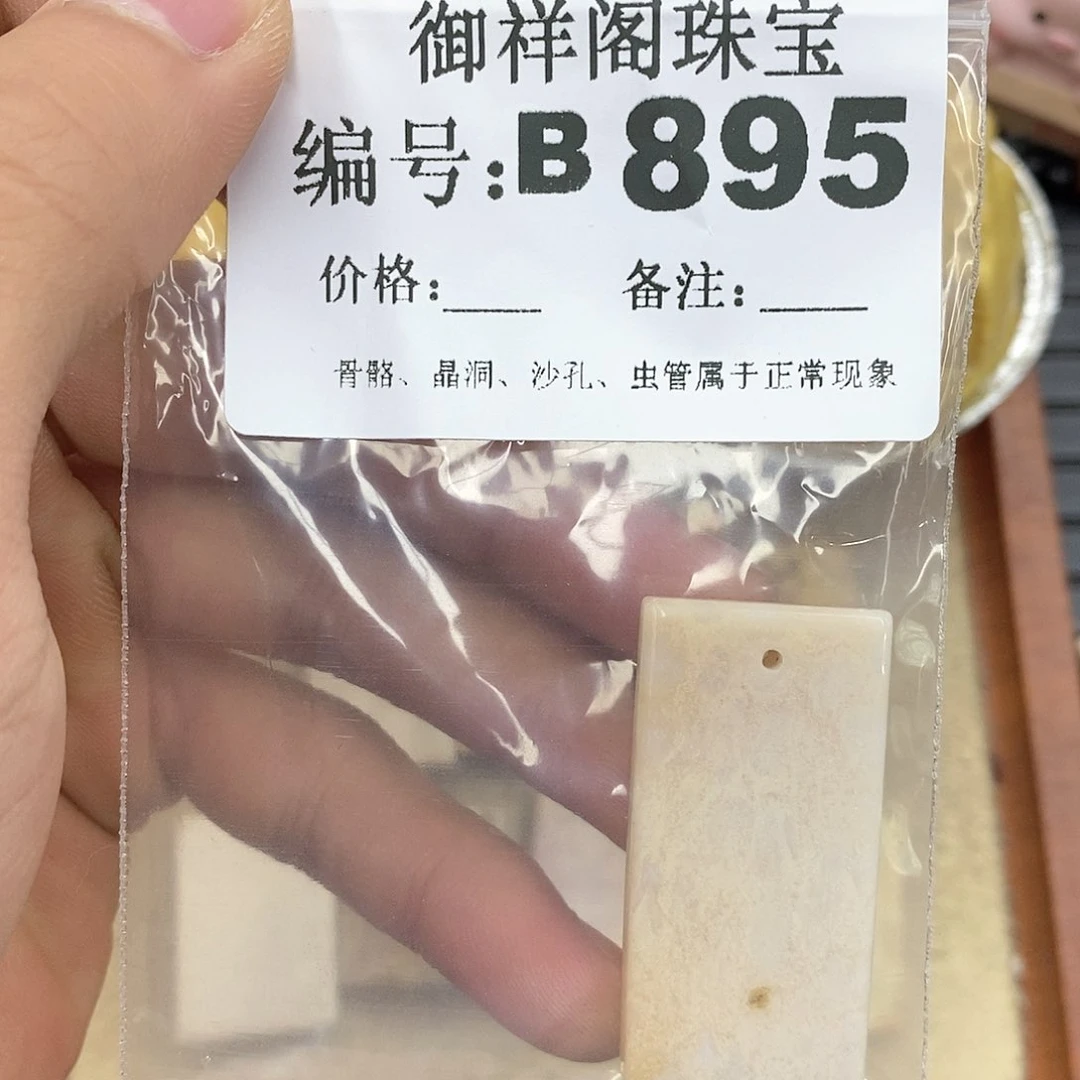 御祥阁珠宝
编号:B895
价格:____ 备注:____
骨骼、晶洞、沙孔、虫管属于正常现象